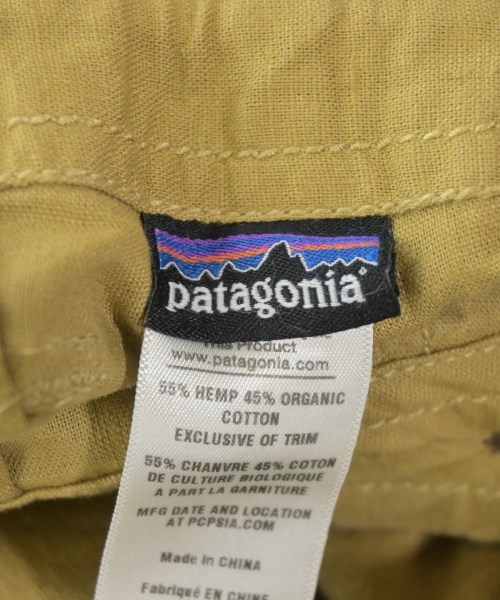 patagonia®
This Product
www.patagonia.com
55% HEMP 45% ORGANIC
COTTON
EXCLUSIVE OF TRIM
55% CHANVRE 45% COTON
DE CULTURE BIOLOGIQUE
A PART LA GARNITURE
MFG DATE AND LOCATION
AT PCPSIA.COM
Made in CHINA
Fabriqué EN CHINE